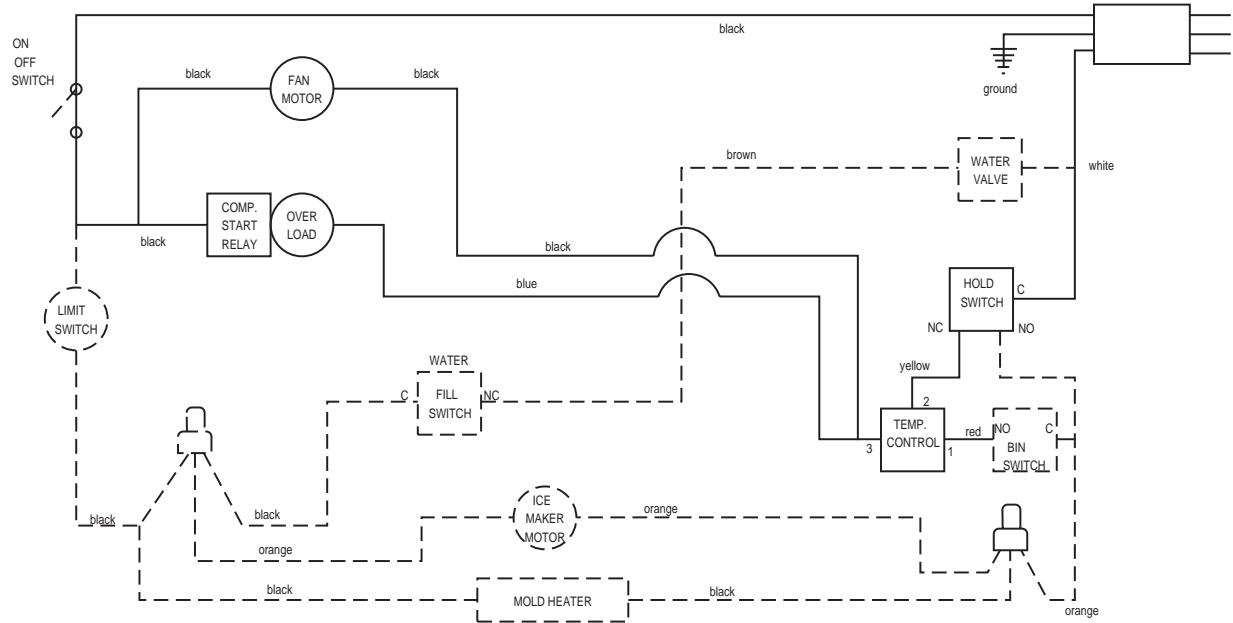 black
ON
OFF
SWITCH
black
FAN
MOTOR
black
ground
brown
WATER
VALVE
white
COMP.
START
RELAY
OVER
LOAD
black
black
blue
HOLD
SWITCH
C
NC
NO
LIMIT
SWITCH
WATER
C
FILL
SWITCH
NC
yellow
2
TEMP.
CONTROL
3
1
red
NO
C
BIN
SWITCH
black
black
orange
ICE
MAKER
MOTOR
orange
black
MOLD HEATER
black
orange